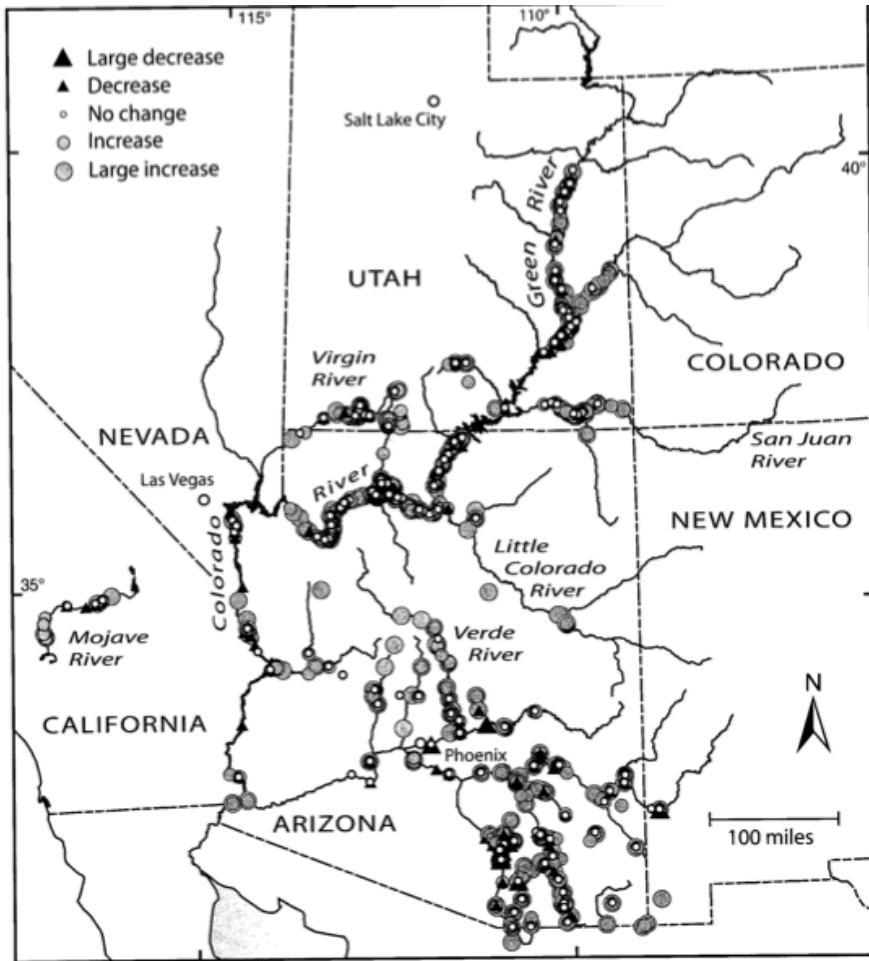 115°
110°
Large decrease
Decrease
No change
Increase
Large increase
Salt Lake City
40°
Green River
UTAH
COLORADO
Virgin
River
NEVADA
San Juan
River
Las Vegas
Colorado River
NEW MEXICO
Little
Colorado
River
35°
Mojave
River
Verde
River
N
CALIFORNIA
Phoenix
ARIZONA
100 miles